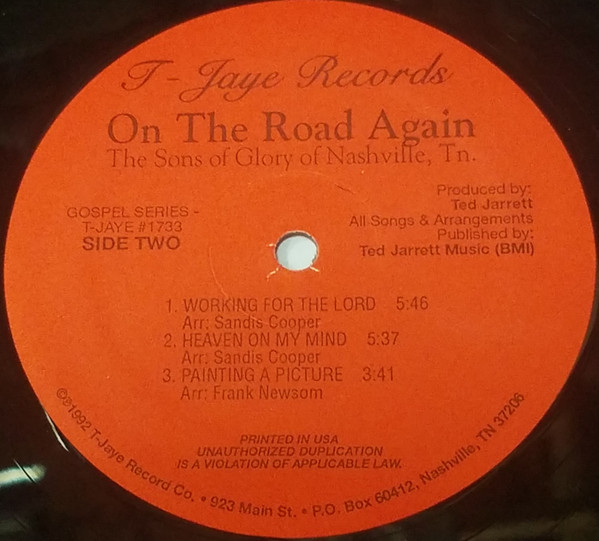 T-Jaye Records
On The Road Again
The Sons of Glory of Nashville, Tn.
GOSPEL SERIES -
T-JAYE #1733
SIDE TWO
Produced by:
Ted Jarrett
All Songs & Arrangements
Published by:
Ted Jarrett Music (BMI)
1. WORKING FOR THE LORD 5:46
Arr: Sandis Cooper
2. HEAVEN ON MY MIND 5:37
Arr: Sandis Cooper
3. PAINTING A PICTURE 3:41
Arr: Frank Newsom
PRINTED IN USA
UNAUTHORIZED DUPLICATION
IS A VIOLATION OF APPLICABLE LAW.
©℗1992 T-Jaye Record Co. • 923 Main St. • P.O. Box 60412, Nashville, TN 37206